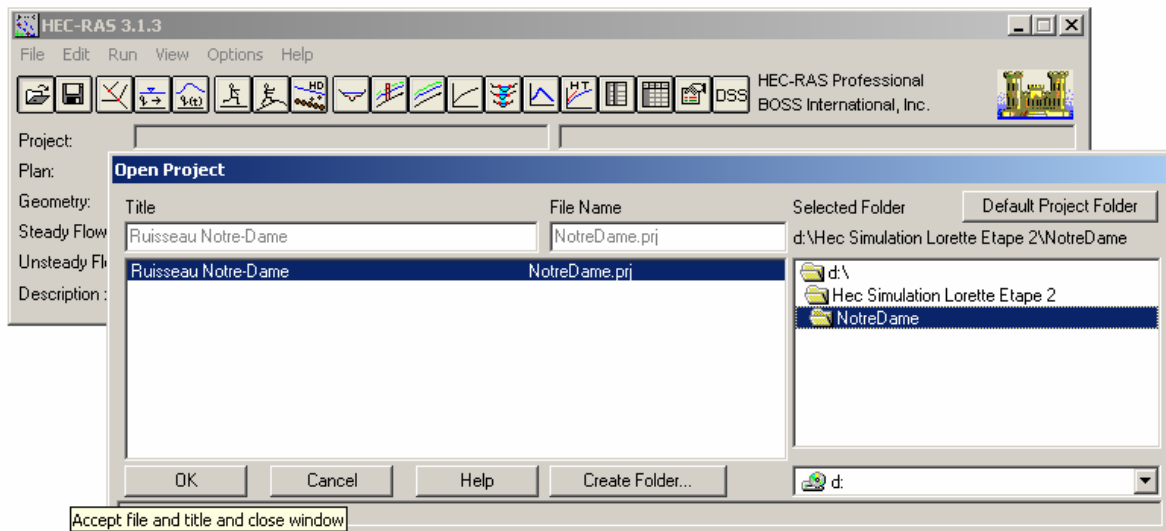 HEC-RAS 3.1.3
File Edit Run View Options Help
HD
HT
DSS
HEC-RAS Professional
BOSS International, Inc.
Project:
Plan:
Geometry:
Steady Flow
Unsteady Fl
Description :
Open Project
Title File Name Selected Folder Default Project Folder
Ruisseau Notre-Dame NotreDame.prj d:\Hec Simulation Lorette Etape 2\NotreDame
Ruisseau Notre-Dame NotreDame.prj d:\
Hec Simulation Lorette Etape 2
NotreDame
OK Cancel Help Create Folder... d:
Accept file and title and close window